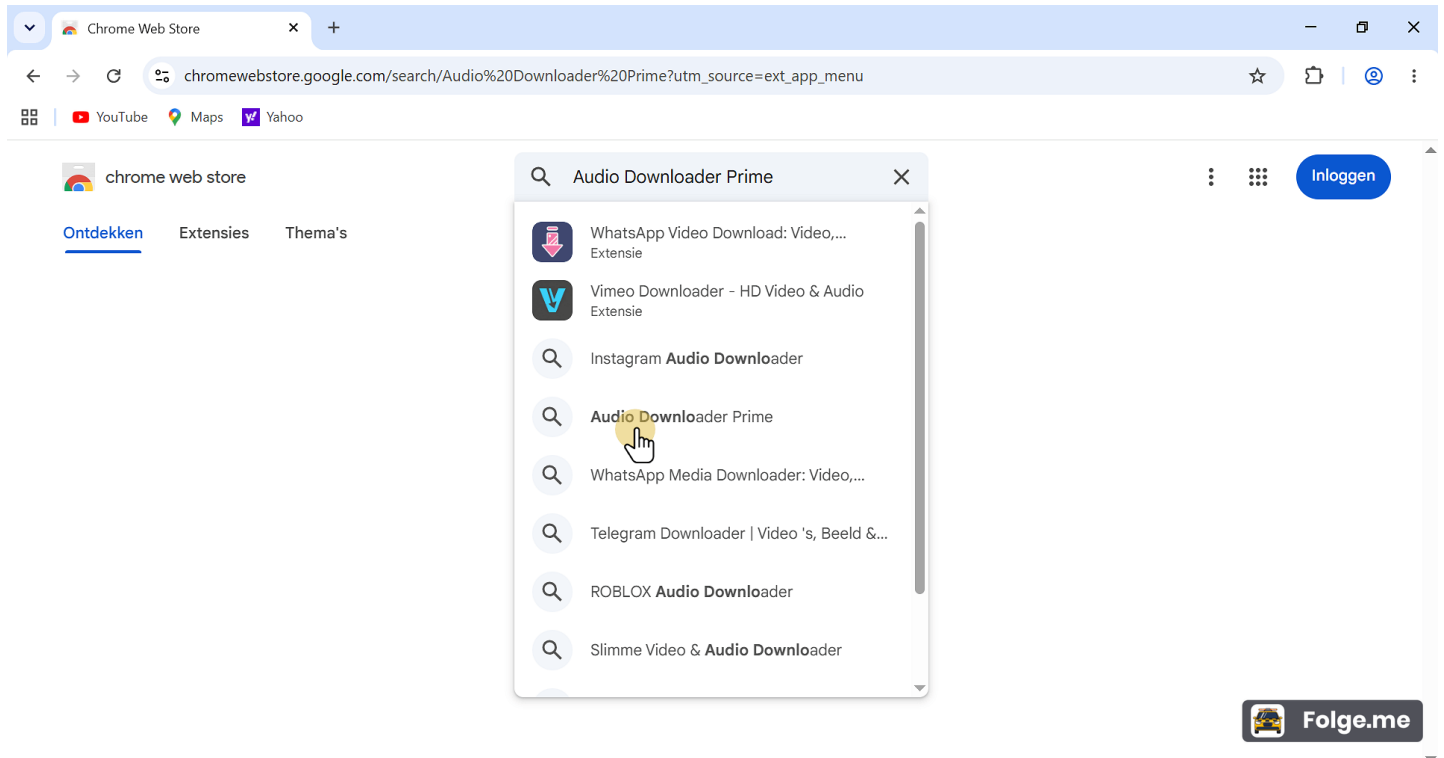 Chrome Web Store
chromewebstore.google.com/search/Audio%20Downloader%20Prime?utm_source=ext_app_menu
YouTube Maps Yahoo
chrome web store
Audio Downloader Prime
Inloggen
Ontdekken Extensies Thema's
WhatsApp Video Download: Video,...
Extensie
Vimeo Downloader - HD Video & Audio
Extensie
Instagram Audio Downloader
Audio Downloader Prime
WhatsApp Media Downloader: Video,...
Telegram Downloader | Video 's, Beeld &...
ROBLOX Audio Downloader
Slimme Video & Audio Downloader
Folge.me